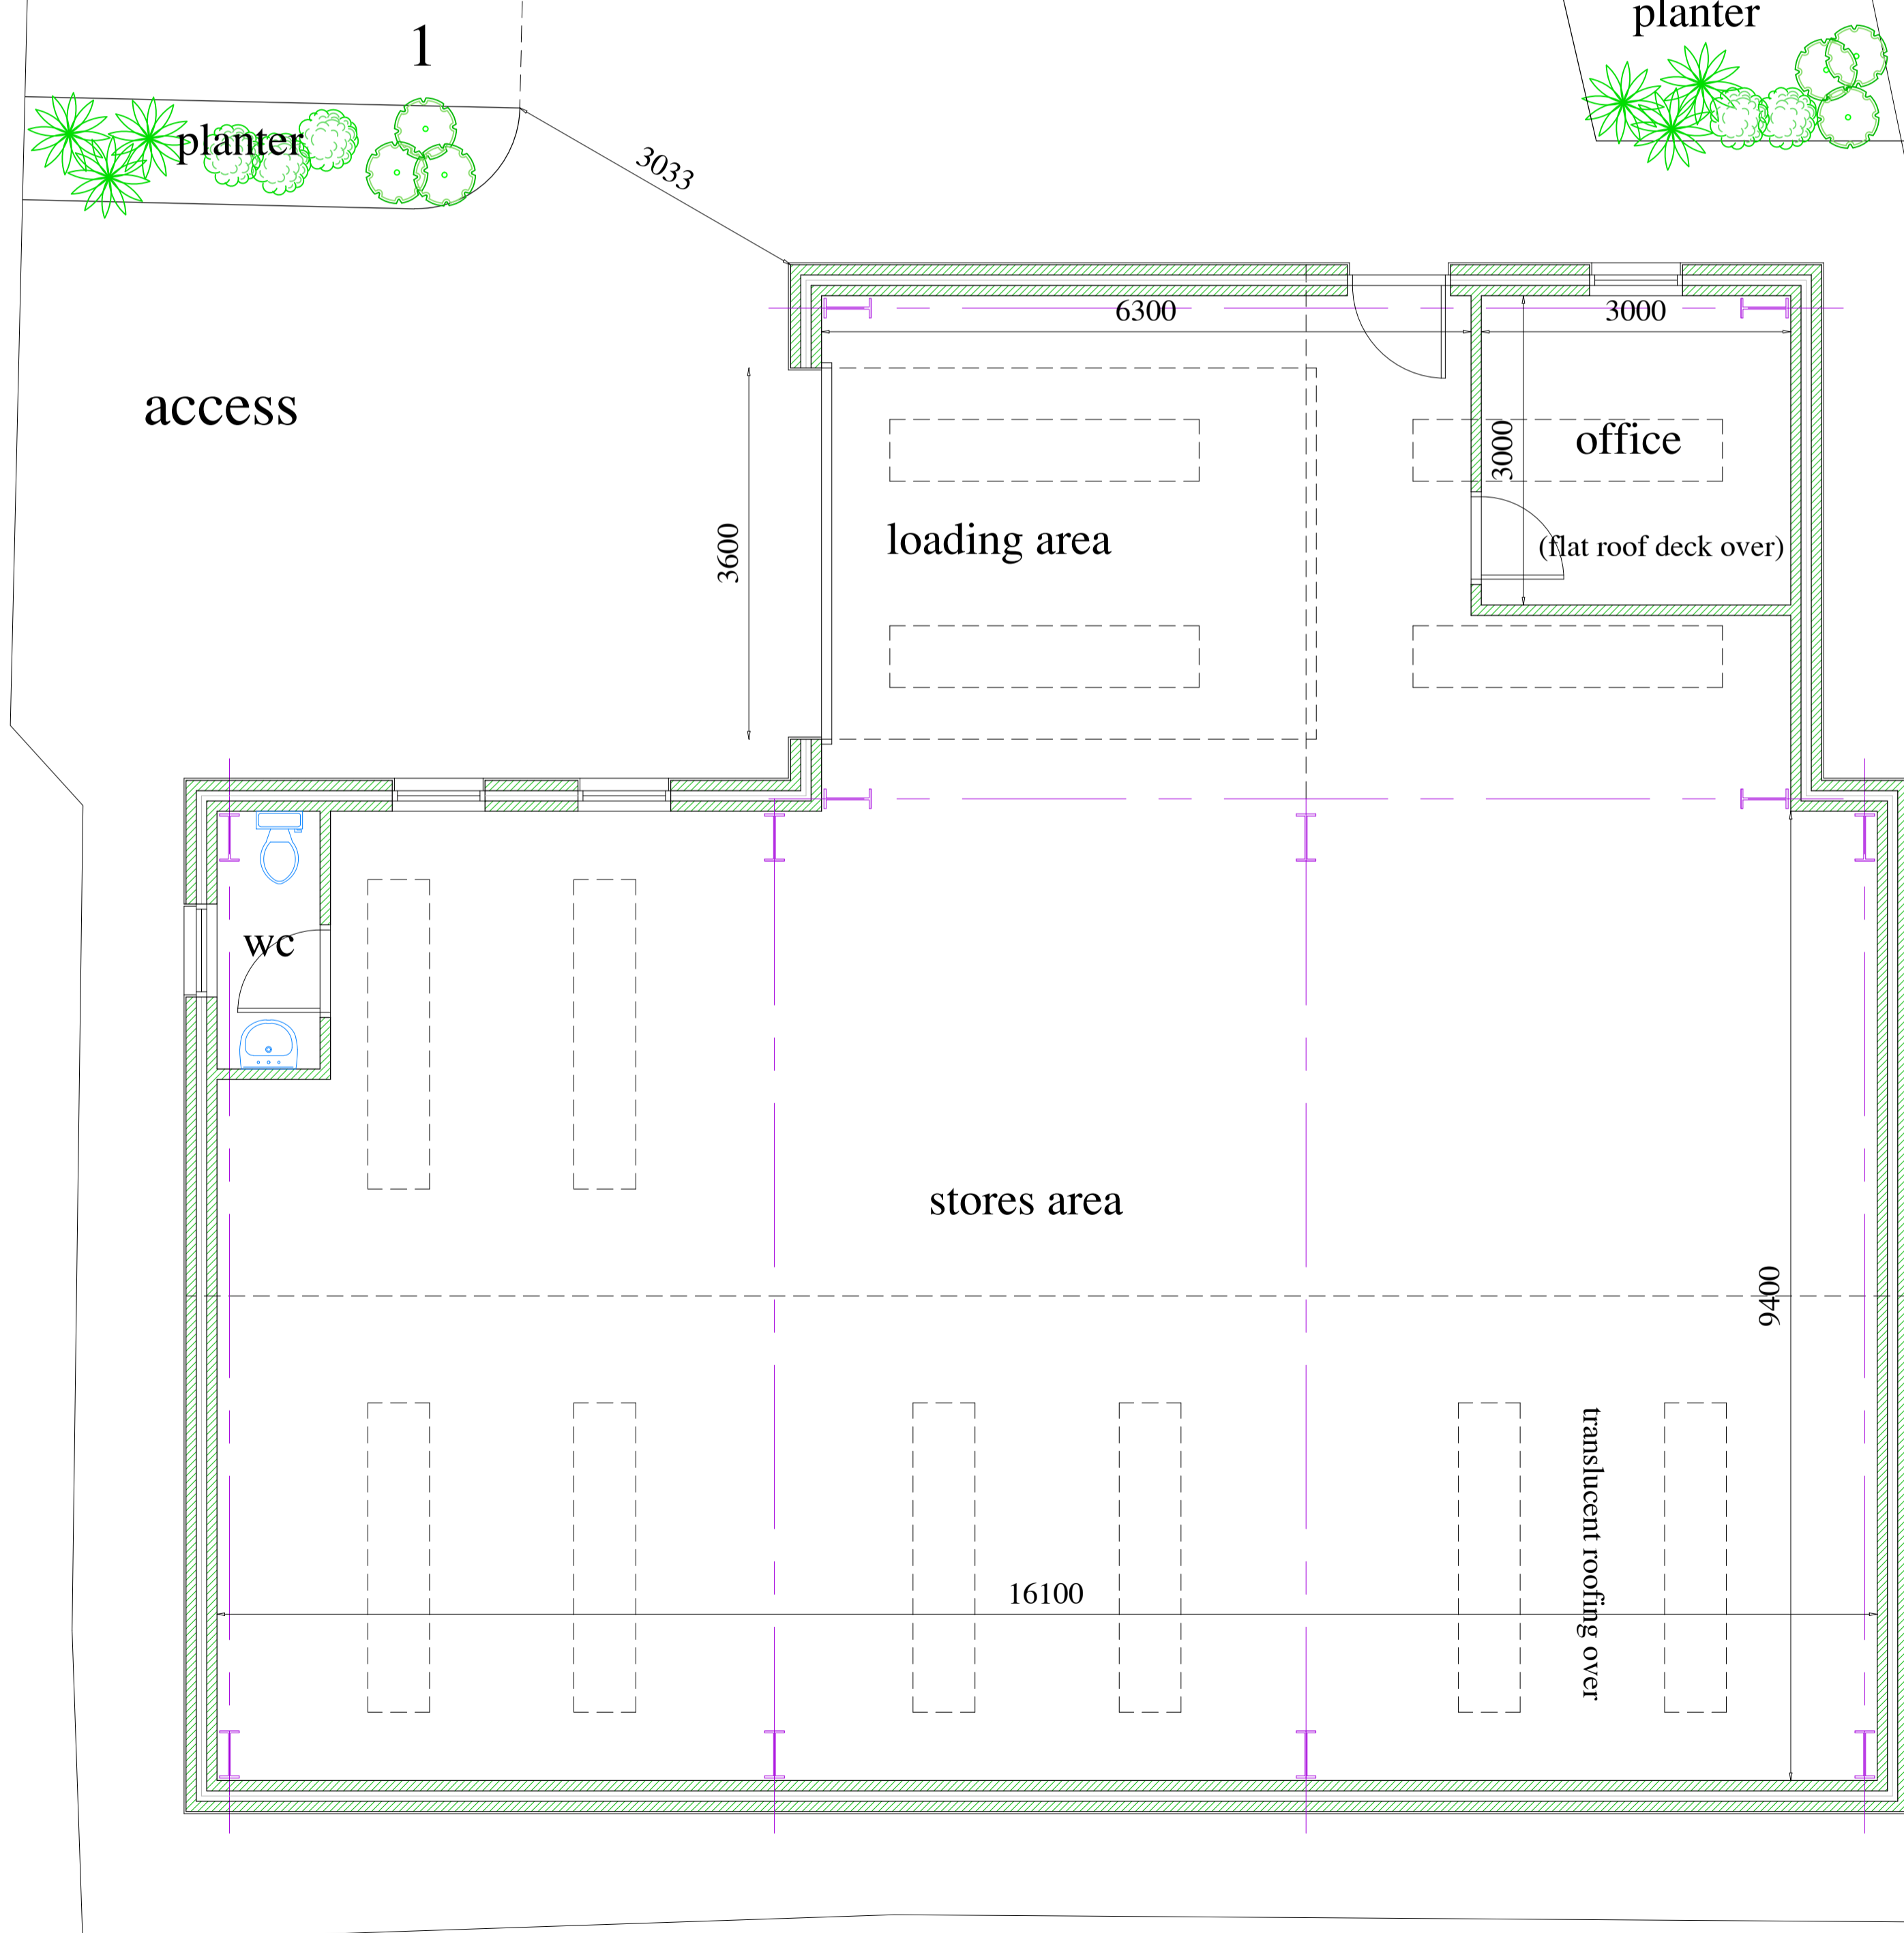 planter
1
planter
3033
6300
3000
access
3000
office
loading area
(flat roof deck over)
3600
wc
stores area
9400
translucent roofing over
16100